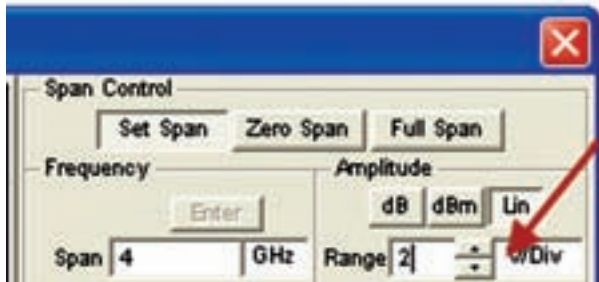 Span Control
Set Span Zero Span Full Span
Frequency Amplitude
Enter dB dBm Lin
Span 4 GHz Range 2